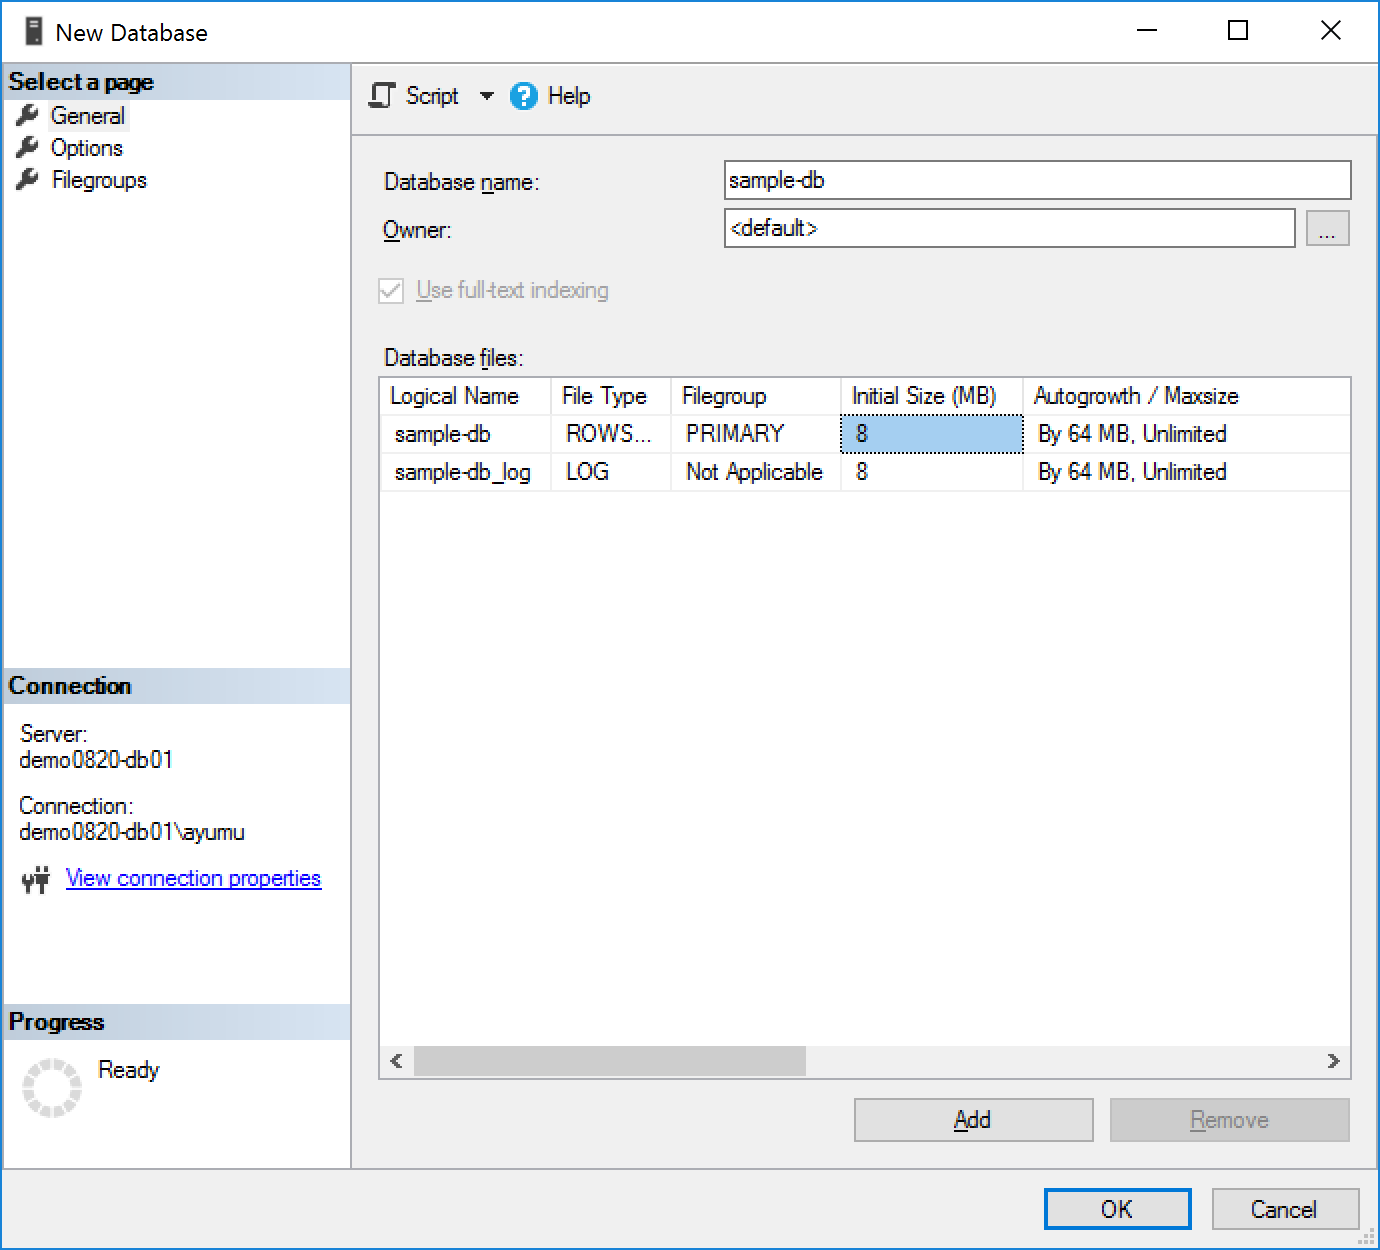 New Database
Select a page
General
Options
Filegroups
Script
Help
Database name:
sample-db
Owner:
<default>
...
Use full-text indexing
Database files:
Logical Name File Type Filegroup Initial Size (MB) Autogrowth / Maxsize
sample-db ROWS... PRIMARY 8 By 64 MB, Unlimited
sample-db_log LOG Not Applicable 8 By 64 MB, Unlimited
Connection
Server:
demo0820-db01
Connection:
demo0820-db01\ayumu
View connection properties
Progress
Ready
Add
Remove
OK
Cancel